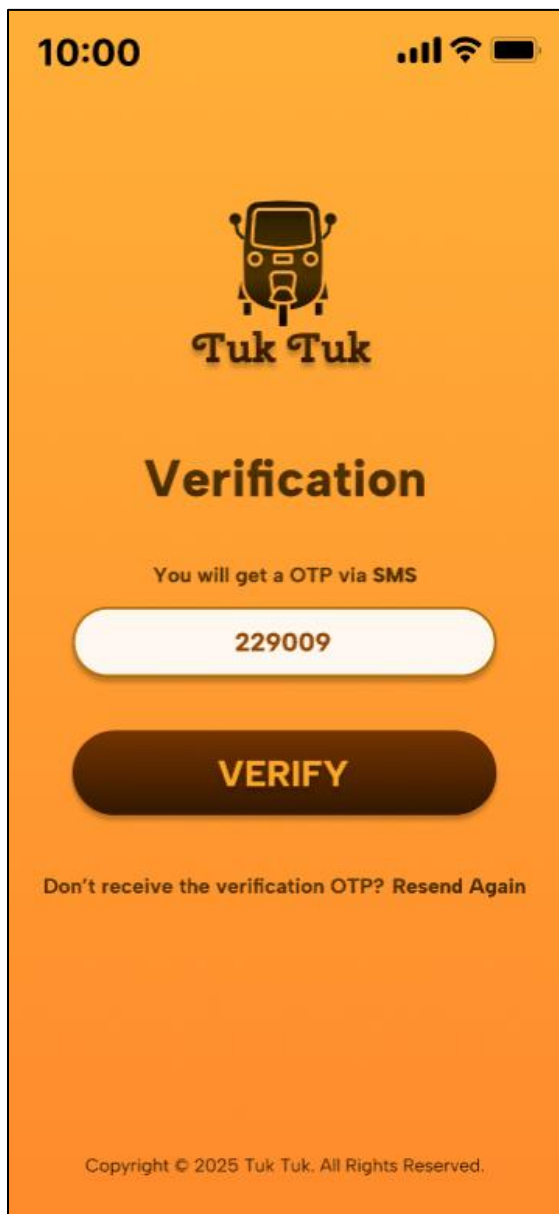 10:00
Tuk Tuk
Verification
You will get a OTP via SMS
229009
VERIFY
Don't receive the verification OTP? Resend Again
Copyright © 2025 Tuk Tuk. All Rights Reserved.